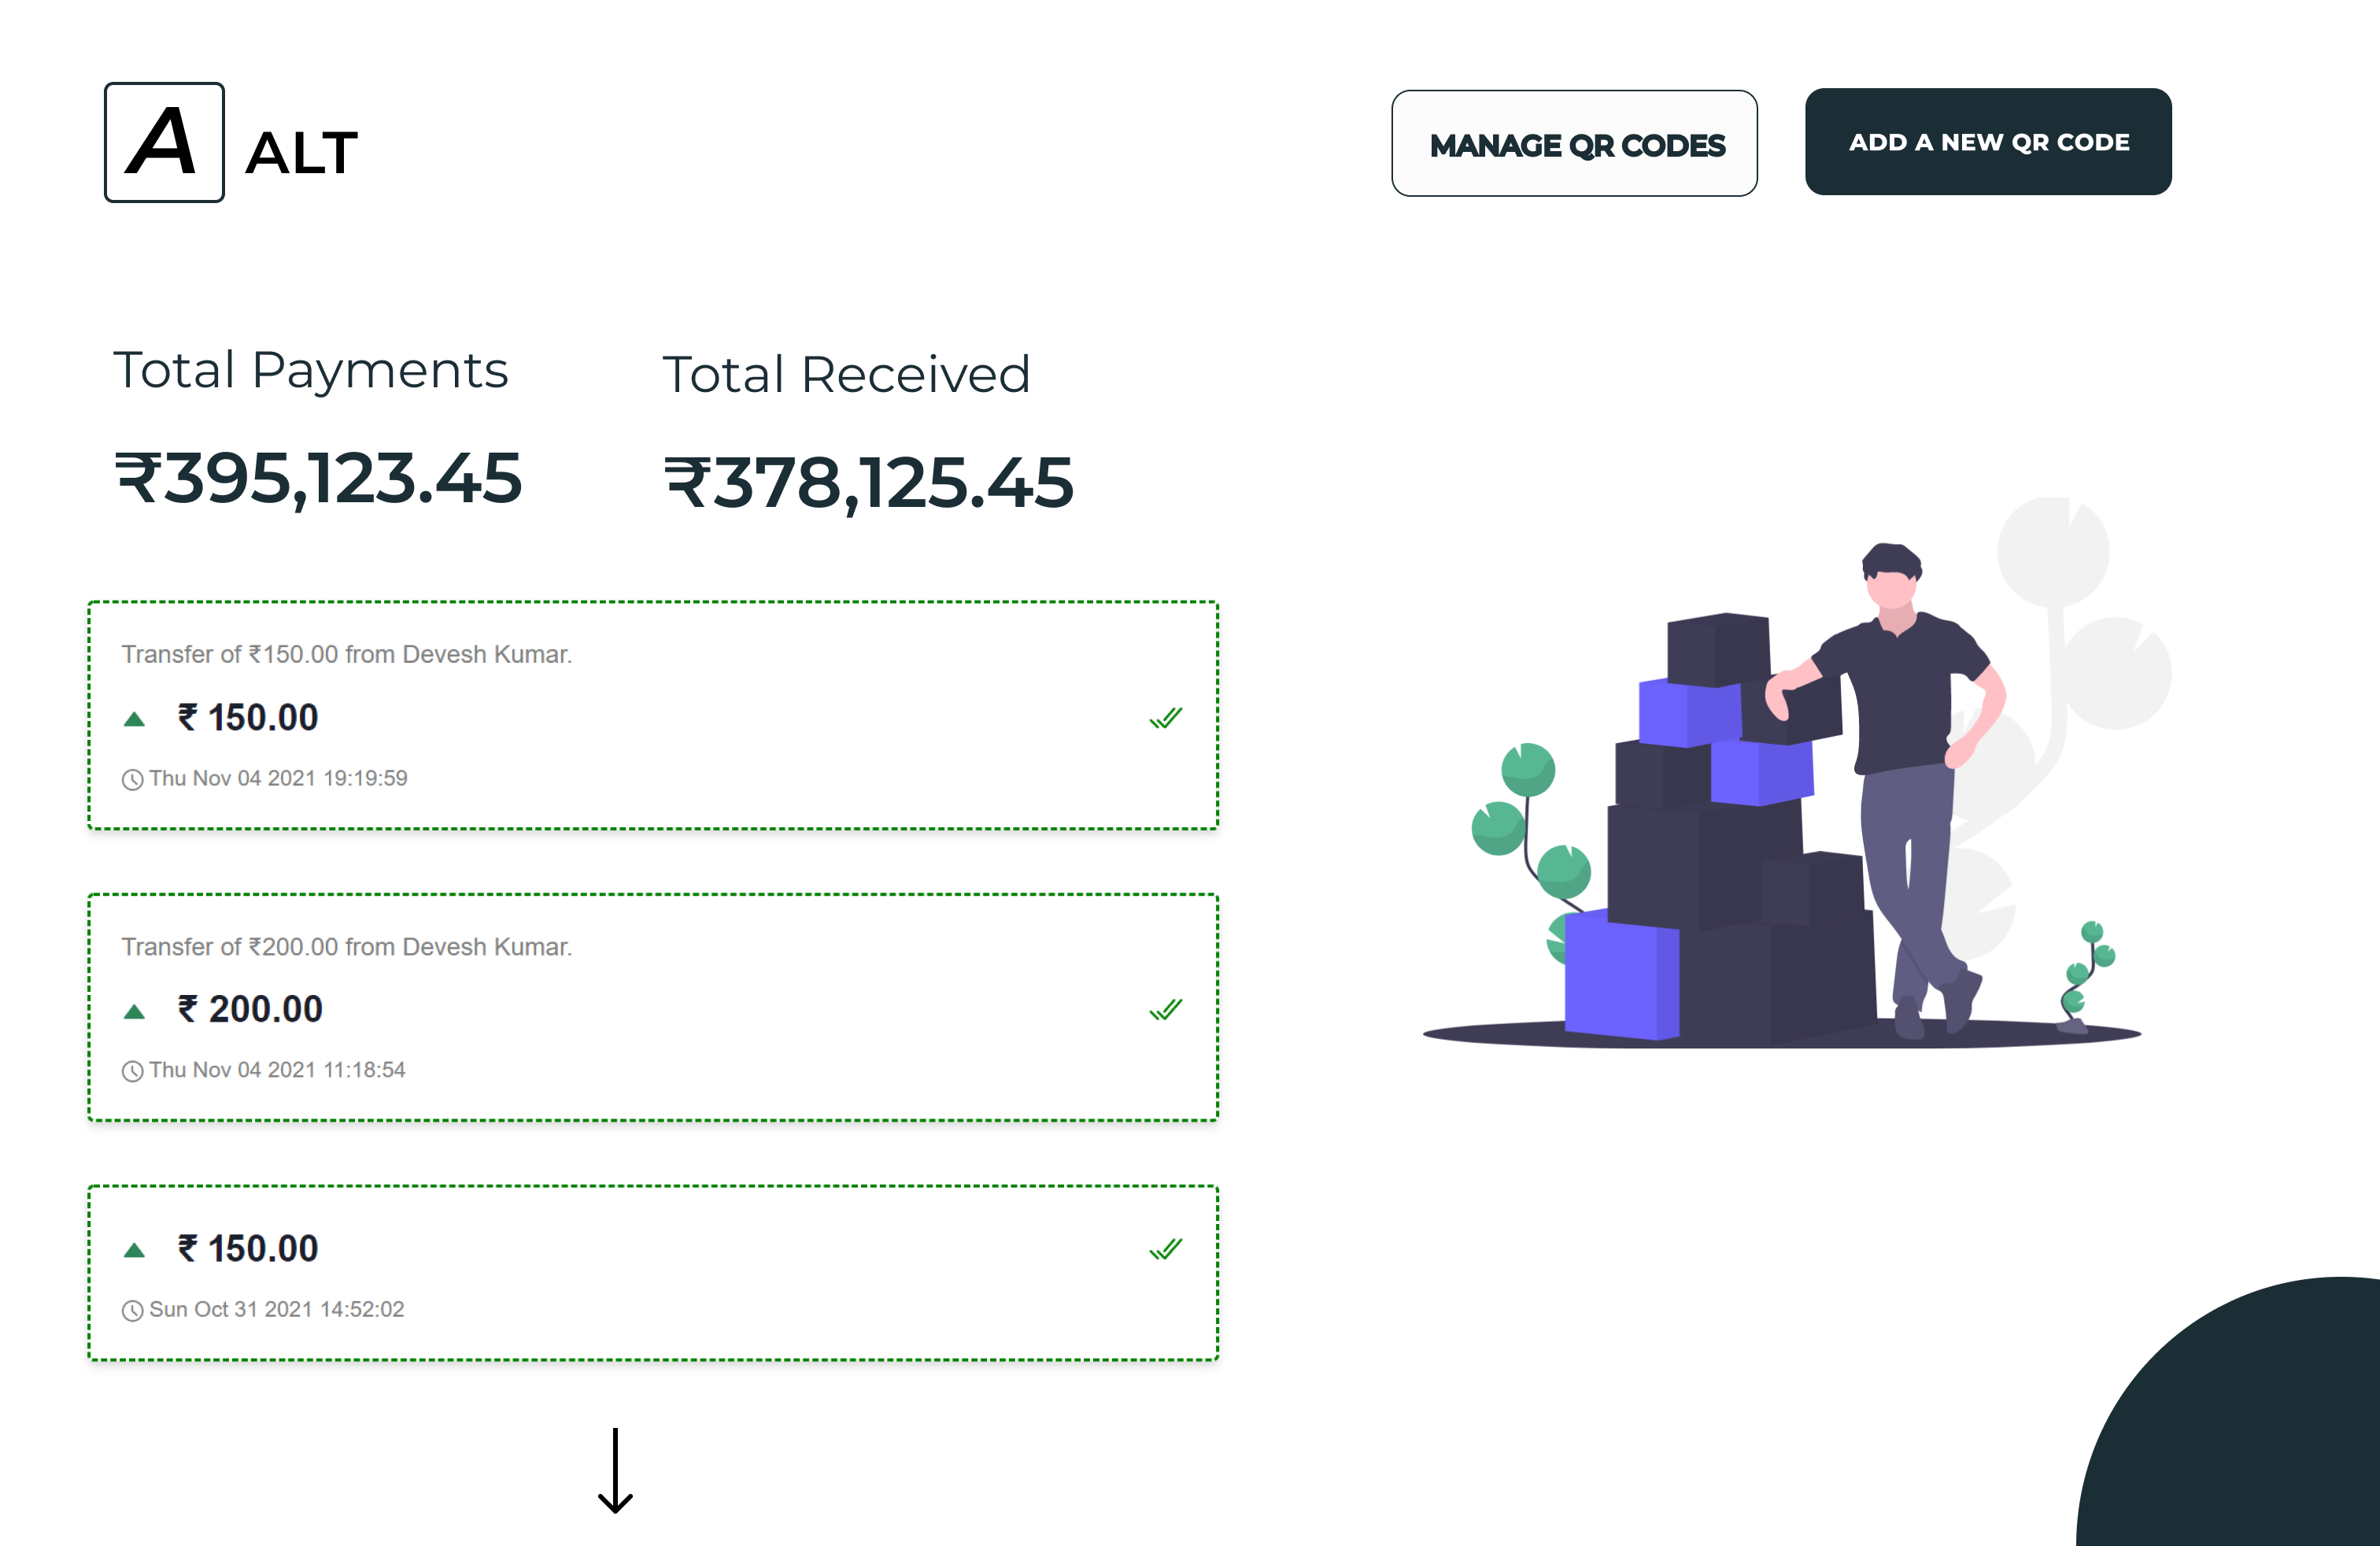 A ALT
MANAGE QR CODES
ADD A NEW QR CODE
Total Payments
Total Received
₹395,123.45
₹378,125.45
Transfer of ₹150.00 from Devesh Kumar.
₹ 150.00
Thu Nov 04 2021 19:19:59
Transfer of ₹200.00 from Devesh Kumar.
₹ 200.00
Thu Nov 04 2021 11:18:54
₹ 150.00
Sun Oct 31 2021 14:52:02